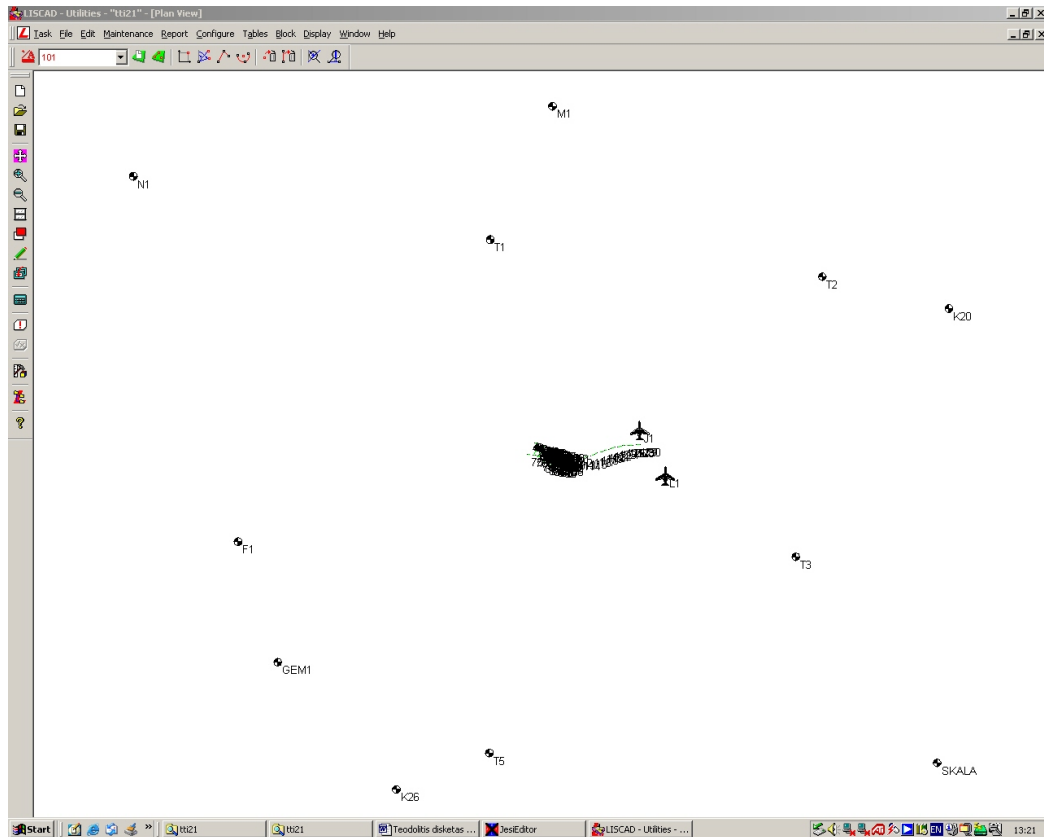 LISCAD - Utilities - "tti21" - [Plan View]
Task File Edit Maintenance Report Configure Tables Block Display Window Help
101
M1
N1
T1
T2
K20
J1
L1
F1
T3
GEM1
T5
SKALA
K26
Start » tti21 tti21 Teodolitis disketas ... JesiEditor LISCAD - Utilities - ... EN 13:21